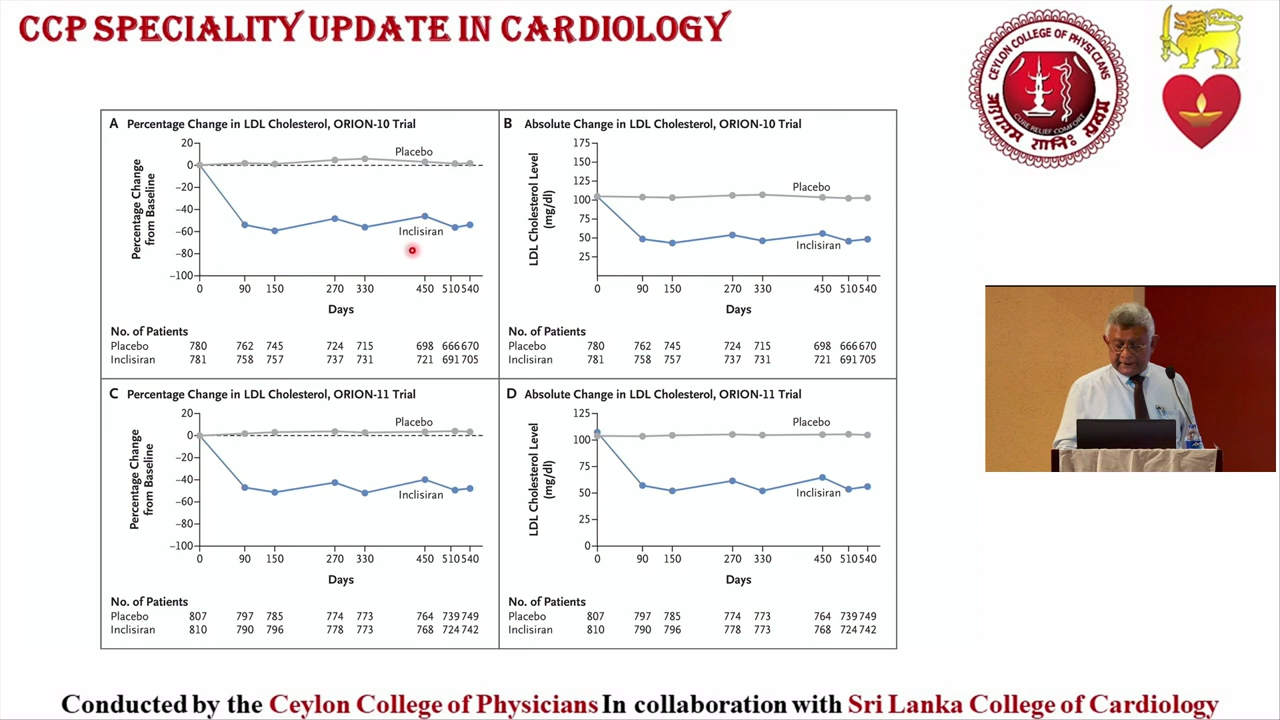 CCP SPECIALITY UPDATE IN CARDIOLOGY
CEYLON COLLEGE OF PHYSICIANS
CURE RELIEF COMFORT
A Percentage Change in LDL Cholesterol, ORION-10 Trial
Percentage Change
from Baseline
20
0
−20
−40
−60
−80
−100
Placebo
Inclisiran
0 90 150 270 330 450 510 540
Days
No. of Patients
Placebo 780 762 745 724 715 698 666 670
Inclisiran 781 758 757 737 731 721 691 705
B Absolute Change in LDL Cholesterol, ORION-10 Trial
LDL Cholesterol Level
(mg/dl)
175
150
125
100
75
50
25
Placebo
Inclisiran
0 90 150 270 330 450 510 540
Days
No. of Patients
Placebo 780 762 745 724 715 698 666 670
Inclisiran 781 758 757 737 731 721 691 705
C Percentage Change in LDL Cholesterol, ORION-11 Trial
Percentage Change
from Baseline
20
0
−20
−40
−60
−80
−100
Placebo
Inclisiran
0 90 150 270 330 450 510 540
Days
No. of Patients
Placebo 807 797 785 774 773 764 739 749
Inclisiran 810 790 796 778 773 768 724 742
D Absolute Change in LDL Cholesterol, ORION-11 Trial
LDL Cholesterol Level
(mg/dl)
125
100
75
50
25
0
Placebo
Inclisiran
0 90 150 270 330 450 510 540
Days
No. of Patients
Placebo 807 797 785 774 773 764 739 749
Inclisiran 810 790 796 778 773 768 724 742
Conducted by the Ceylon College of Physicians In collaboration with Sri Lanka College of Cardiology